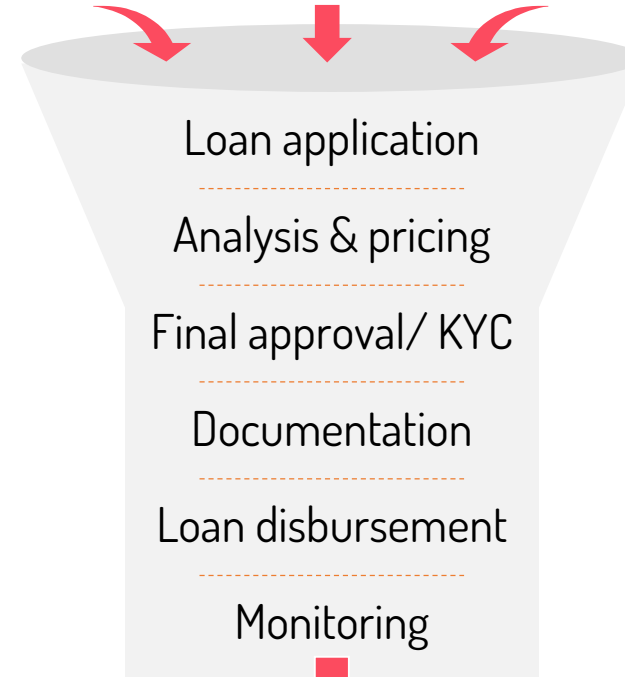 Loan application
Analysis & pricing
Final approval/ KYC
Documentation
Loan disbursement
Monitoring